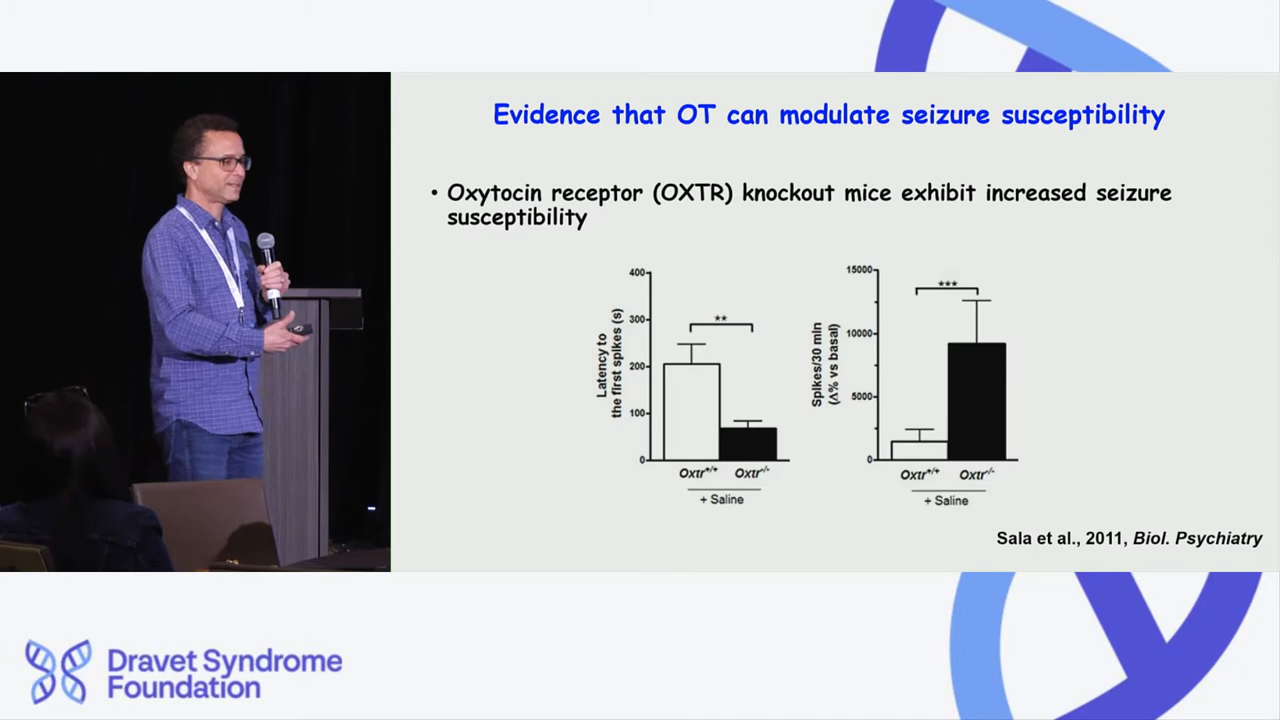 Evidence that OT can modulate seizure susceptibility
• Oxytocin receptor (OXTR) knockout mice exhibit increased seizure
susceptibility
Latency to
the first spikes (s)
400
300
200
100
0
**
Oxtr+/+ Oxtr-/-
+ Saline
Spikes/30 min
(Δ% vs basal)
15000
10000
5000
0
***
Oxtr+/+ Oxtr-/-
+ Saline
Sala et al., 2011, Biol. Psychiatry
Dravet Syndrome
Foundation